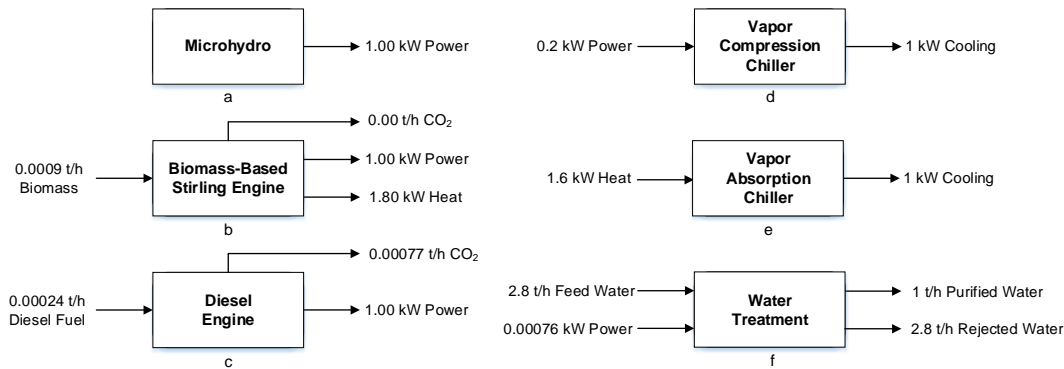 Microhydro
1.00 kW Power
a
0.00 t/h CO₂
0.0009 t/h
Biomass
Biomass-Based
Stirling Engine
1.00 kW Power
1.80 kW Heat
b
0.00077 t/h CO₂
0.00024 t/h
Diesel Fuel
Diesel
Engine
1.00 kW Power
c
0.2 kW Power
Vapor
Compression
Chiller
1 kW Cooling
d
1.6 kW Heat
Vapor
Absorption
Chiller
1 kW Cooling
e
2.8 t/h Feed Water
0.00076 kW Power
Water
Treatment
1 t/h Purified Water
2.8 t/h Rejected Water
f